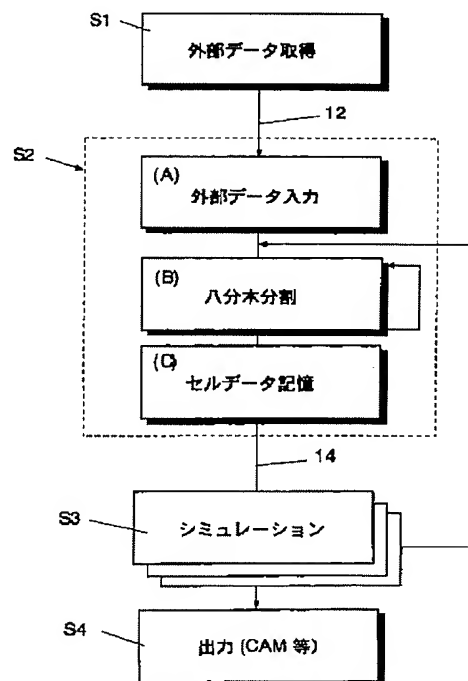 S1
外部データ取得
12
S2
(A)
外部データ入力
(B)
八分木分割
(C)
セルデータ記憶
14
S3
シミュレーション
S4
出力 (CAM 等)